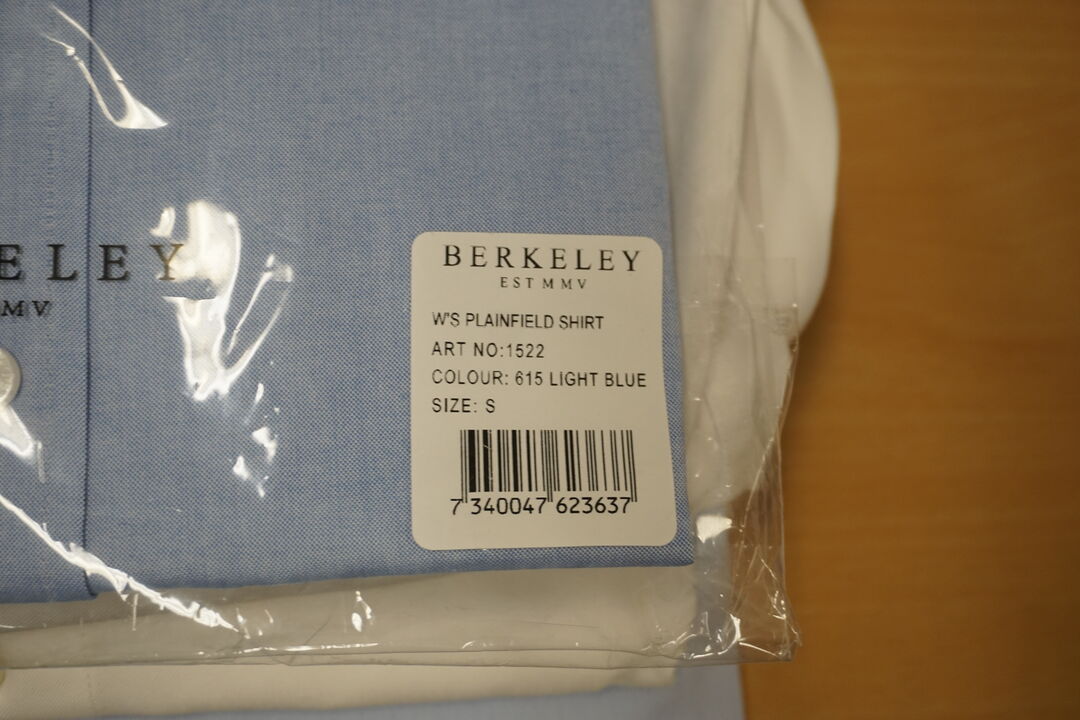 ELEY
MMV
BERKELEY
EST MMV
W'S PLAINFIELD SHIRT
ART NO:1522
COLOUR: 615 LIGHT BLUE
SIZE: S
7 340047 623637